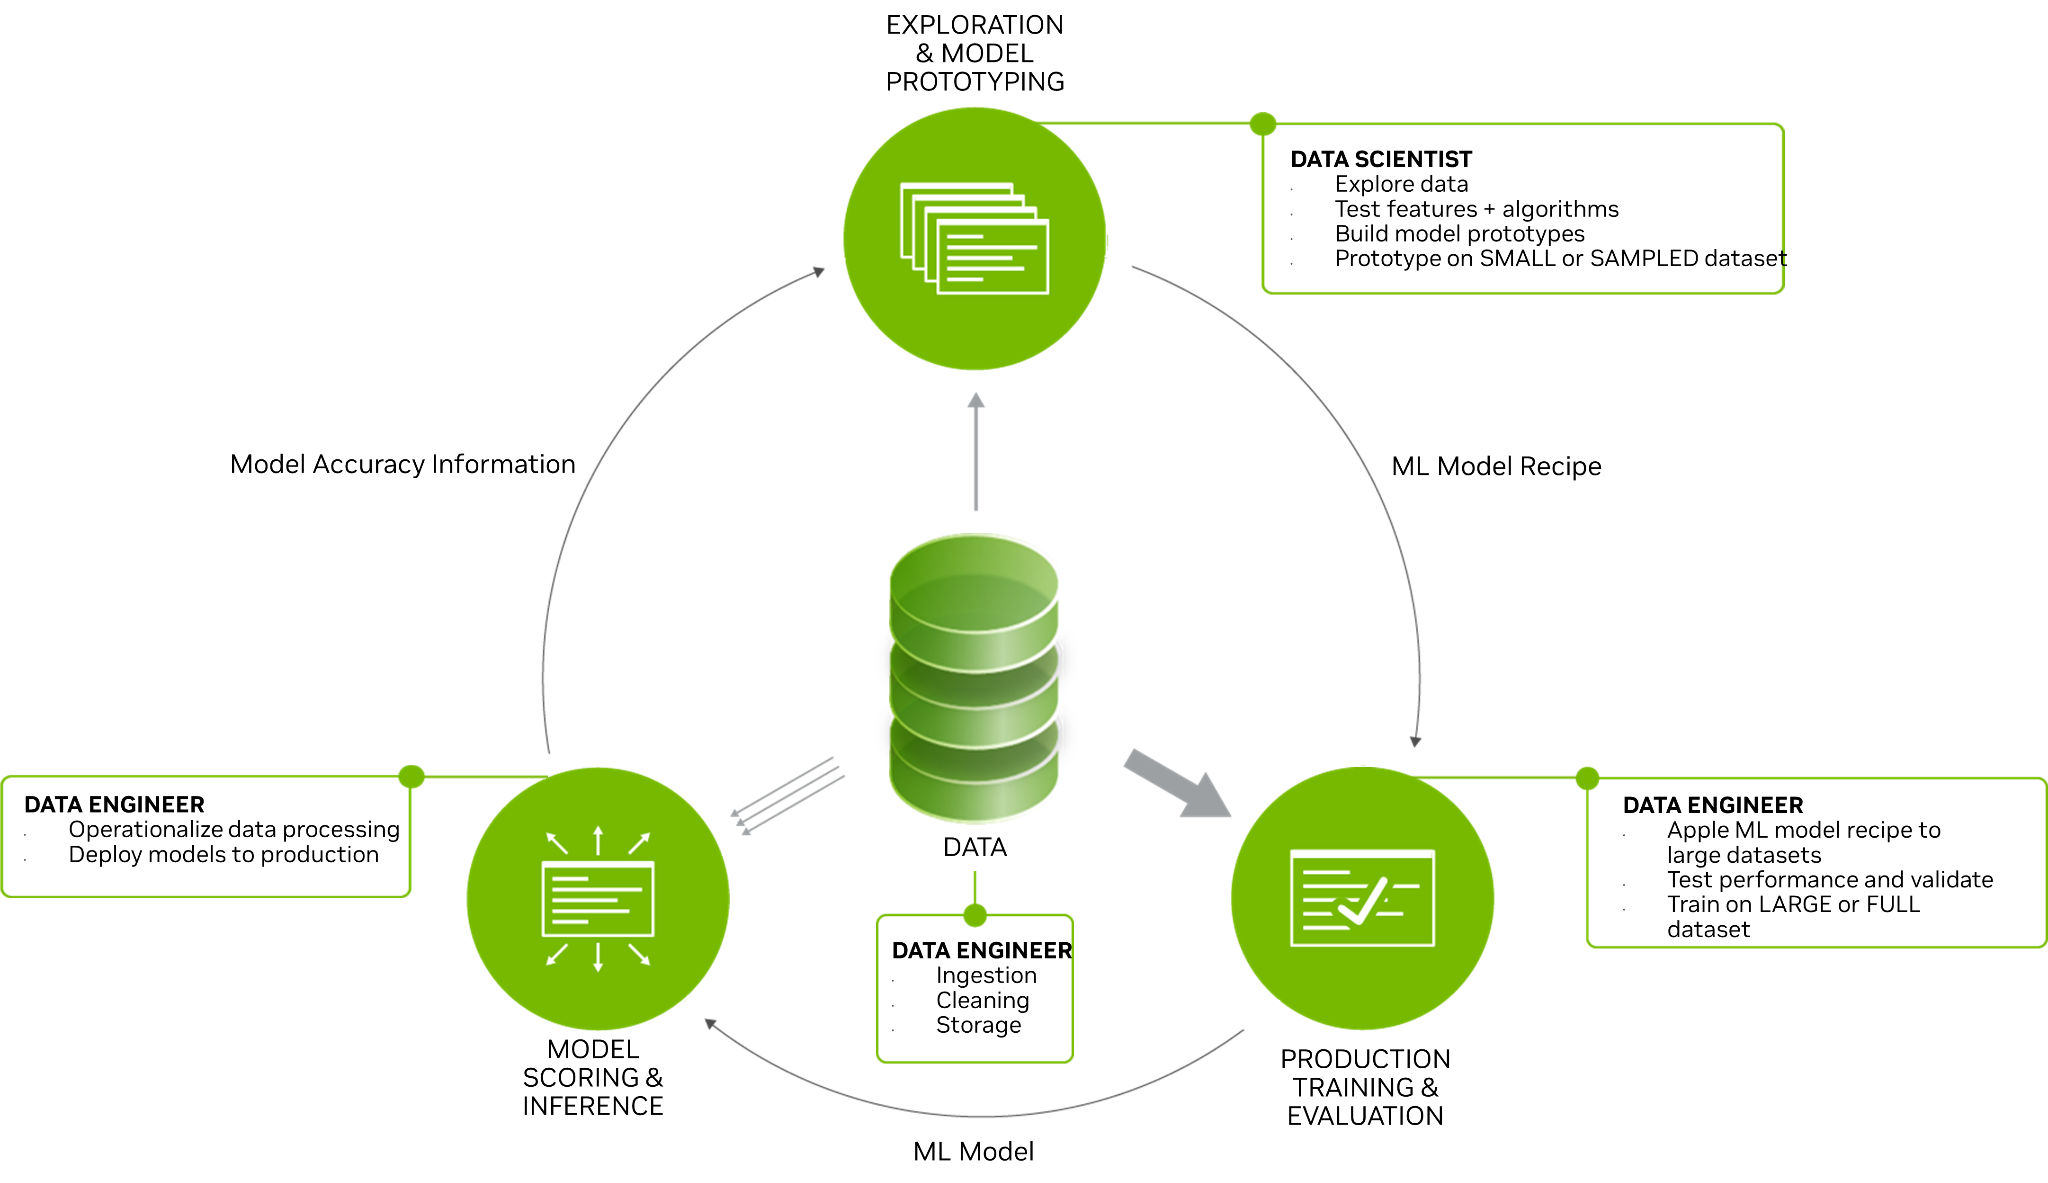 EXPLORATION
& MODEL
PROTOTYPING
DATA SCIENTIST
· Explore data
· Test features + algorithms
· Build model prototypes
· Prototype on SMALL or SAMPLED dataset
Model Accuracy Information
ML Model Recipe
DATA ENGINEER
· Operationalize data processing
· Deploy models to production
DATA
DATA ENGINEER
· Ingestion
· Cleaning
· Storage
DATA ENGINEER
· Apple ML model recipe to
large datasets
· Test performance and validate
· Train on LARGE or FULL
dataset
MODEL
SCORING &
INFERENCE
PRODUCTION
TRAINING &
EVALUATION
ML Model